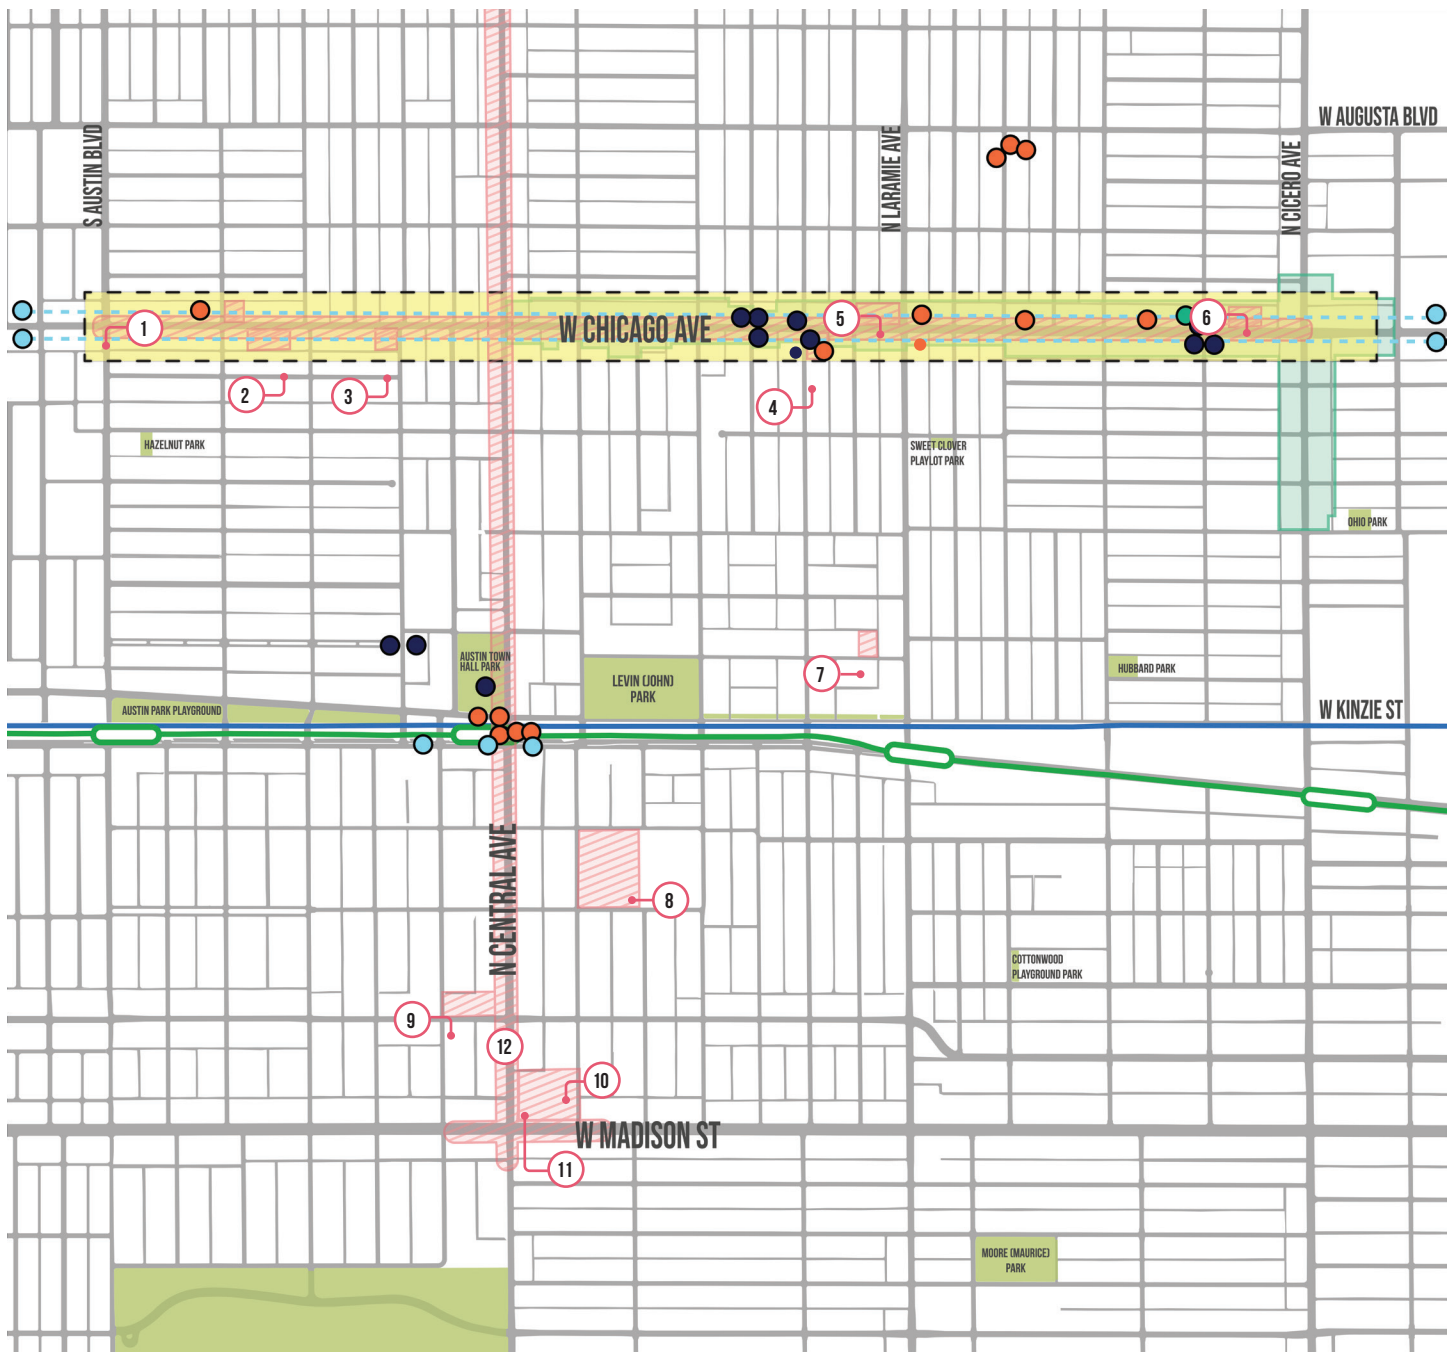 W AUGUSTA BLVD
S AUSTIN BLVD
N LARAMIE AVE
N CICERO AVE
1
W CHICAGO AVE
5
6
2
3
4
HAZELNUT PARK
SWEET CLOVER
PLAYLOT PARK
OHIO PARK
AUSTIN TOWN
HALL PARK
LEVIN (JOHN)
PARK
7
HUBBARD PARK
AUSTIN PARK PLAYGROUND
W KINZIE ST
N CENTRAL AVE
8
COTTONWOOD
PLAYGROUND PARK
9
12
10
W MADISON ST
11
MOORE (MAURICE)
PARK